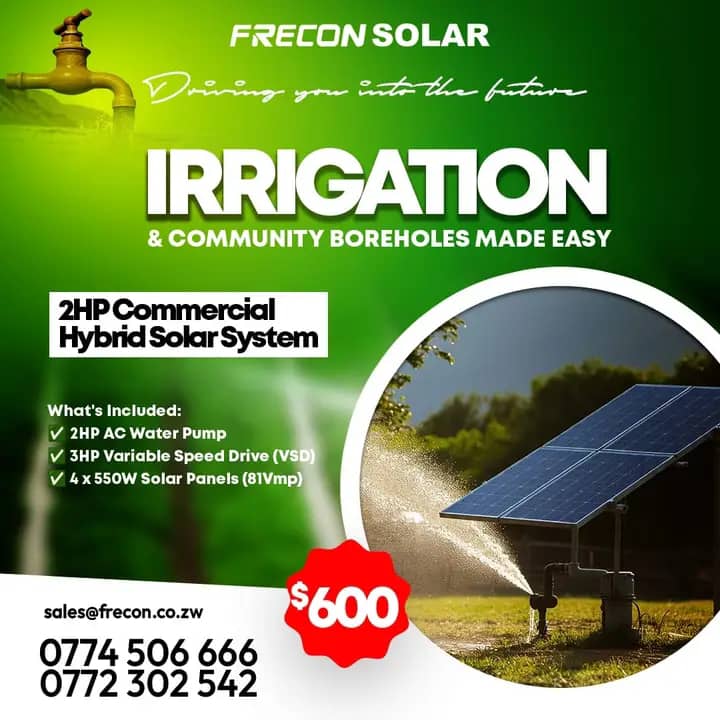 FRECON SOLAR
Driving you into the future
IRRIGATION
& COMMUNITY BOREHOLES MADE EASY
2HP Commercial
Hybrid Solar System
What's Included:
✅ 2HP AC Water Pump
✅ 3HP Variable Speed Drive (VSD)
✅ 4 x 550W Solar Panels (81Vmp)
$600
sales@frecon.co.zw
0774 506 666
0772 302 542